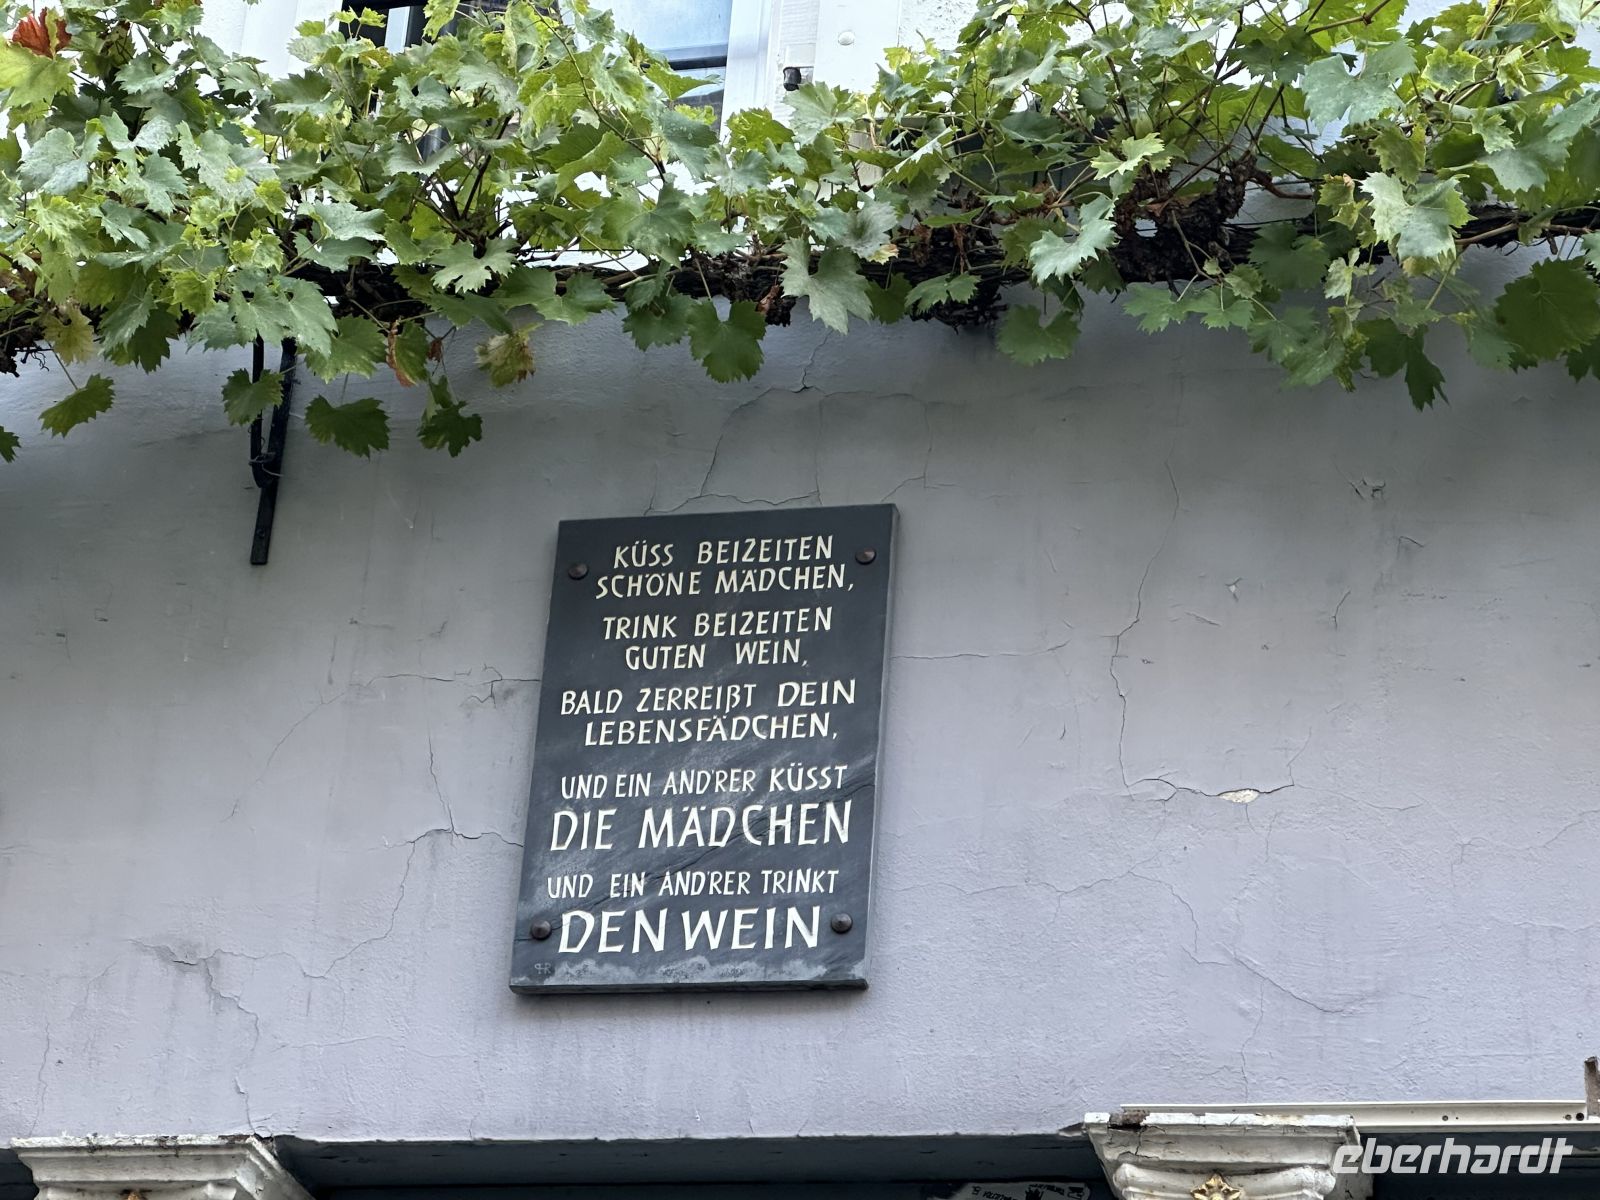 KÜSS BEIZEITEN
SCHÖNE MÄDCHEN,
TRINK BEIZEITEN
GUTEN WEIN,
BALD ZERREIßT DEIN
LEBENSFÄDCHEN,
UND EIN AND'RER KÜSST
DIE MÄDCHEN
UND EIN AND'RER TRINKT
DEN WEIN
eberhardt